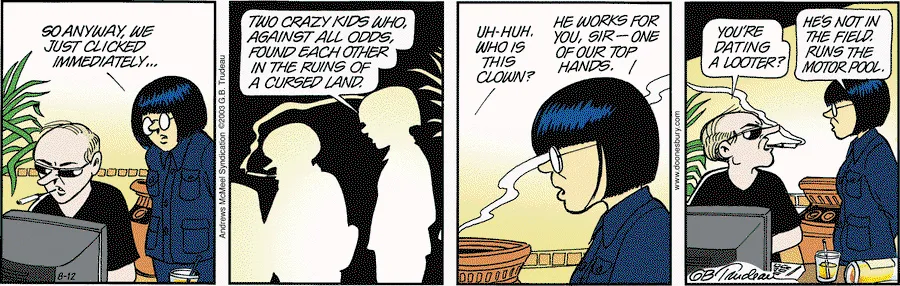 SO ANYWAY, WE
JUST CLICKED
IMMEDIATELY...
8-12
Andrews McMeel Syndication ©2003 G.B. Trudeau
TWO CRAZY KIDS WHO,
AGAINST ALL ODDS,
FOUND EACH OTHER
IN THE RUINS OF
A CURSED LAND.
UH-HUH.
WHO IS
THIS
CLOWN?
HE WORKS FOR
YOU, SIR—ONE
OF OUR TOP
HANDS.
www.doonesbury.com
YOU'RE
DATING
A LOOTER?
HE'S NOT IN
THE FIELD.
RUNS THE
MOTOR POOL.
GB Trudeau